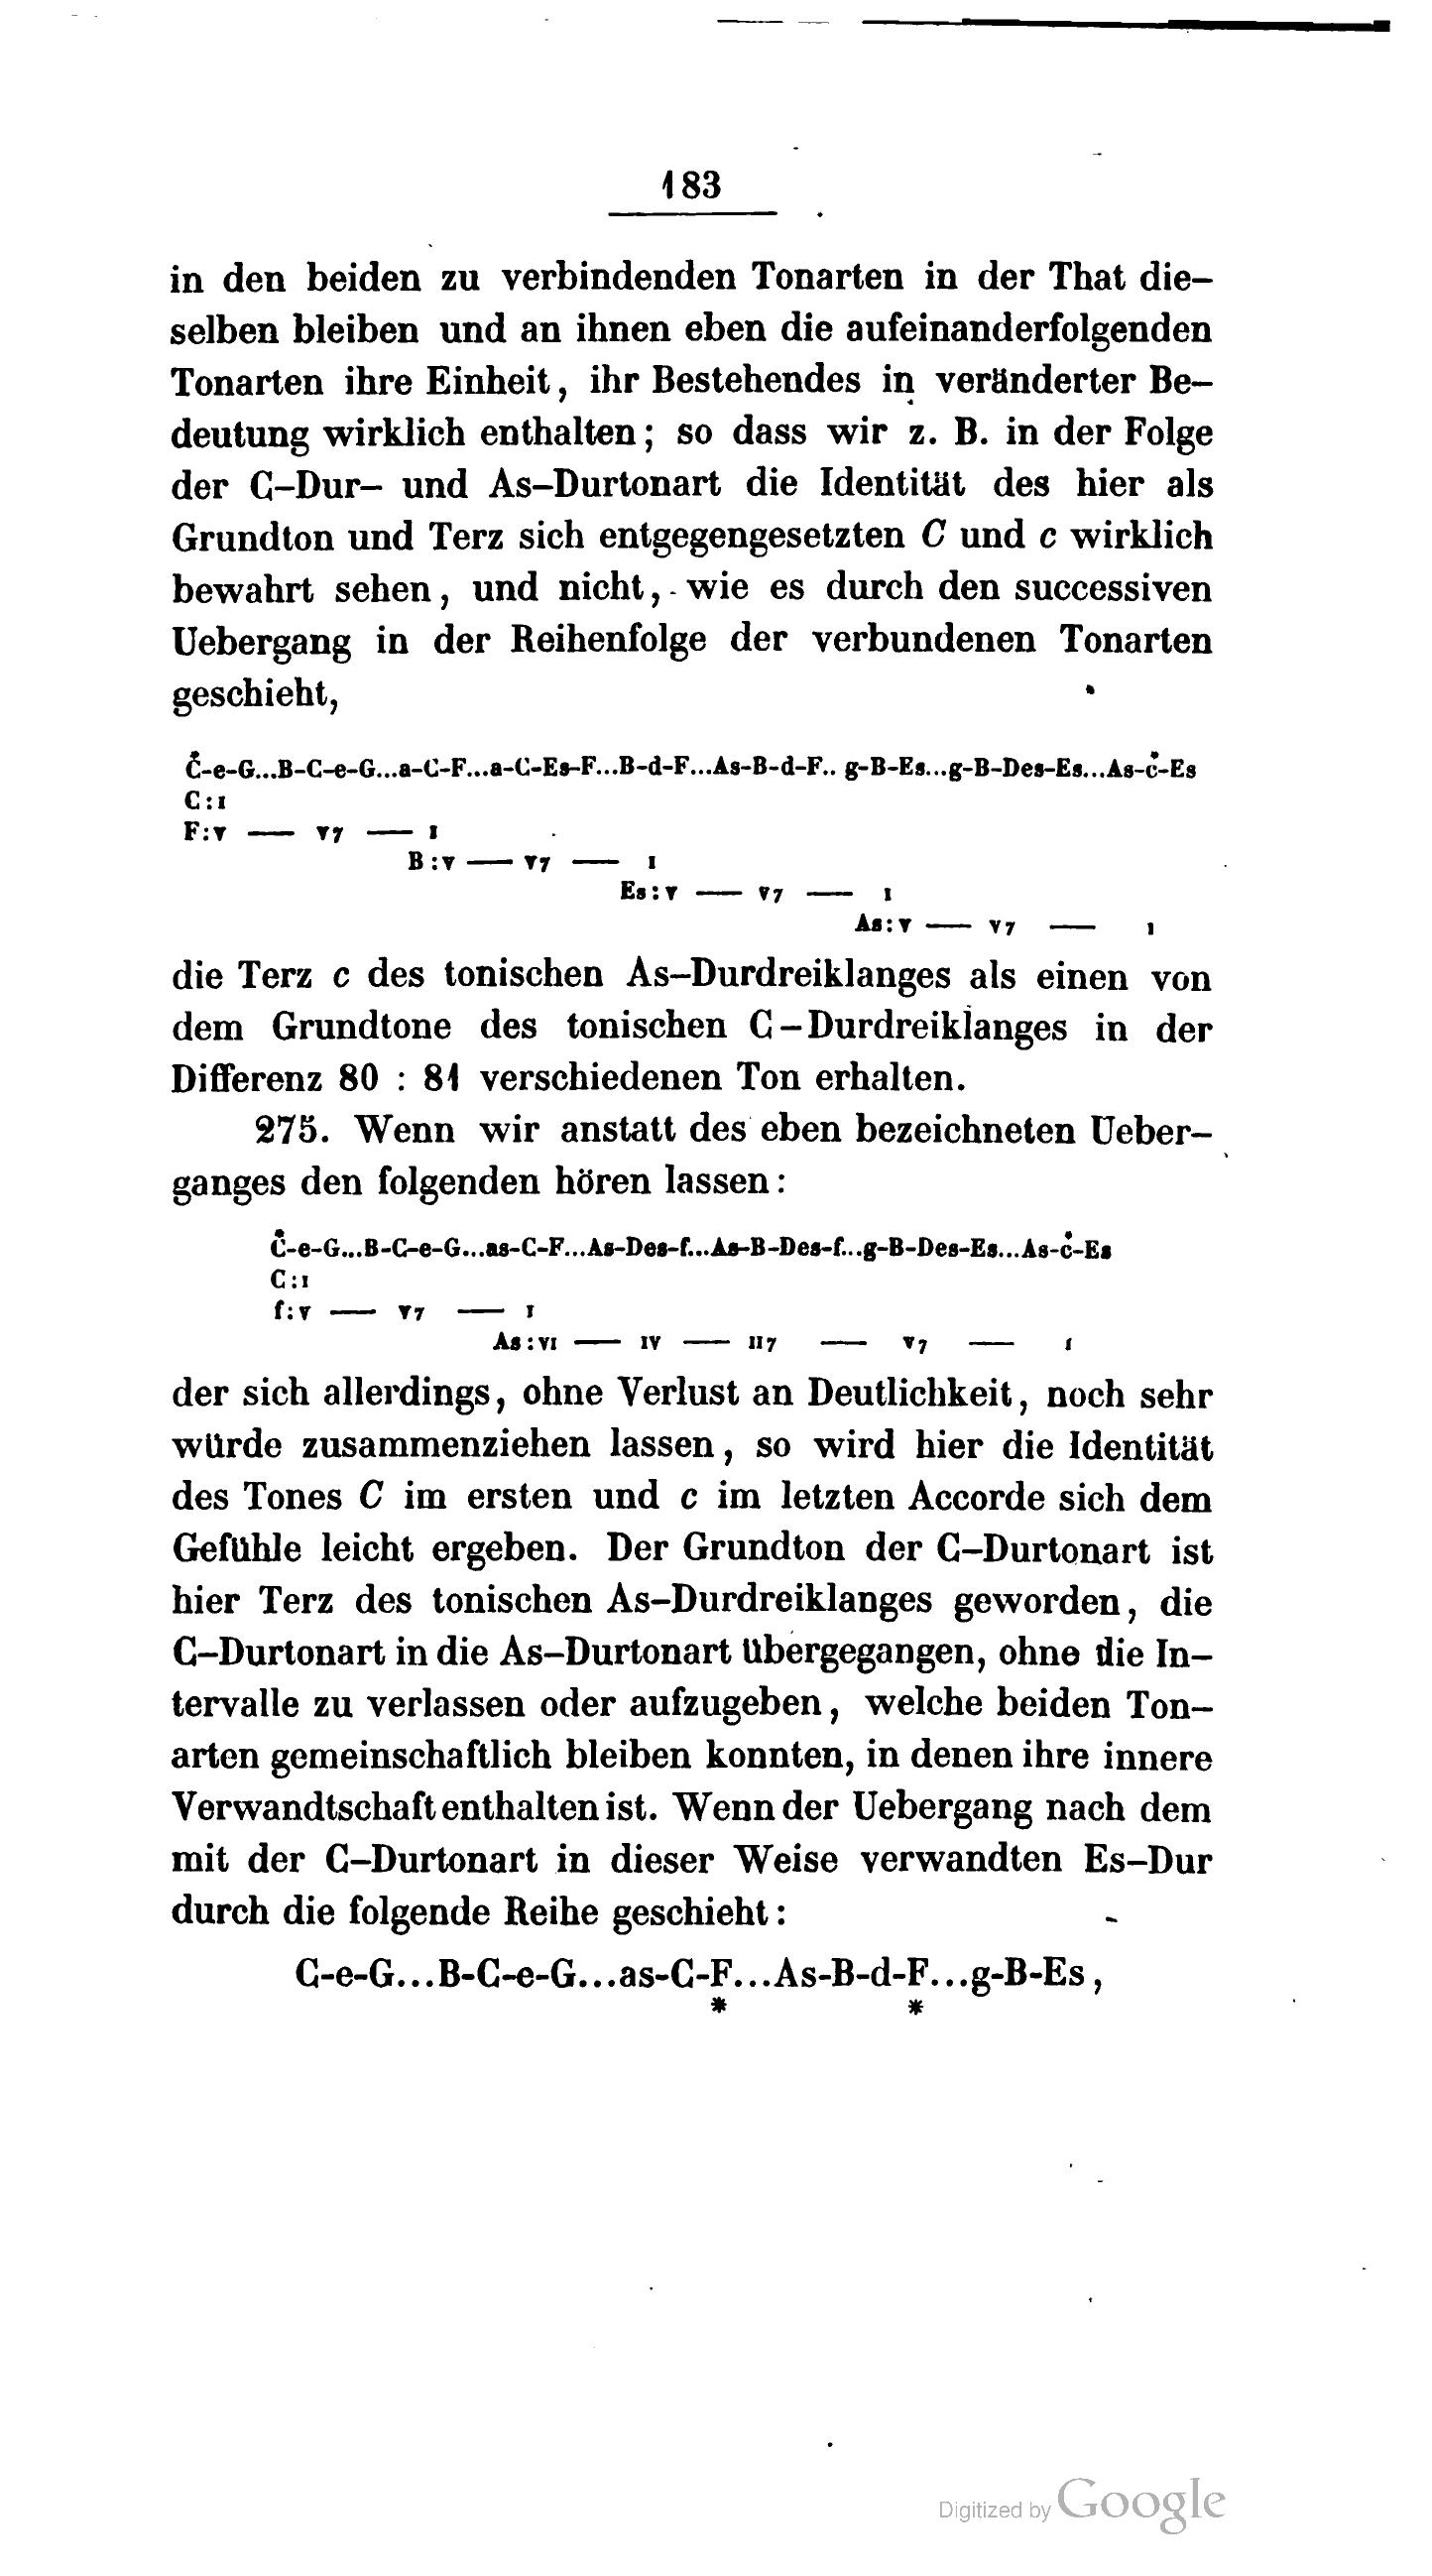 183
in den beiden zu verbindenden Tonarten in der That die-
selben bleiben und an ihnen eben die aufeinanderfolgenden
Tonarten ihre Einheit, ihr Bestehendes in veränderter Be-
deutung wirklich enthalten; so dass wir z. B. in der Folge
der C-Dur- und As-Durtonart die Identität des hier als
Grundton und Terz sich entgegengesetzten C und c wirklich
bewahrt sehen, und nicht, wie es durch den successiven
Uebergang in der Reihenfolge der verbundenen Tonarten
geschieht,
Ċ-e-G...B-C-e-G...a-C-F...a-C-Es-F...B-d-F...As-B-d-F.. g-B-Es...g-B-Des-Es...As-ċ-Es
C:I
F:V — V7 — I
B:V — V7 — I
Es:V — V7 — I
As:V — V7 — I
die Terz c des tonischen As-Durdreiklanges als einen von
dem Grundtone des tonischen C-Durdreiklanges in der
Differenz 80 : 81 verschiedenen Ton erhalten.
275. Wenn wir anstatt des eben bezeichneten Ueber-
ganges den folgenden hören lassen:
Ċ-e-G...B-C-e-G...as-C-F...As-Des-f...As-B-Des-f...g-B-Des-Es...As-ċ-Es
C:I
f:V — V7 — I
As:VI — IV — II7 — V7 — I
der sich allerdings, ohne Verlust an Deutlichkeit, noch sehr
würde zusammenziehen lassen, so wird hier die Identität
des Tones C im ersten und c im letzten Accorde sich dem
Gefühle leicht ergeben. Der Grundton der C-Durtonart ist
hier Terz des tonischen As-Durdreiklanges geworden, die
C-Durtonart in die As-Durtonart übergegangen, ohne die In-
tervalle zu verlassen oder aufzugeben, welche beiden Ton-
arten gemeinschaftlich bleiben konnten, in denen ihre innere
Verwandtschaft enthalten ist. Wenn der Uebergang nach dem
mit der C-Durtonart in dieser Weise verwandten Es-Dur
durch die folgende Reihe geschieht:
C-e-G...B-C-e-G...as-C-F...As-B-d-F...g-B-Es,
* *
Digitized by Google